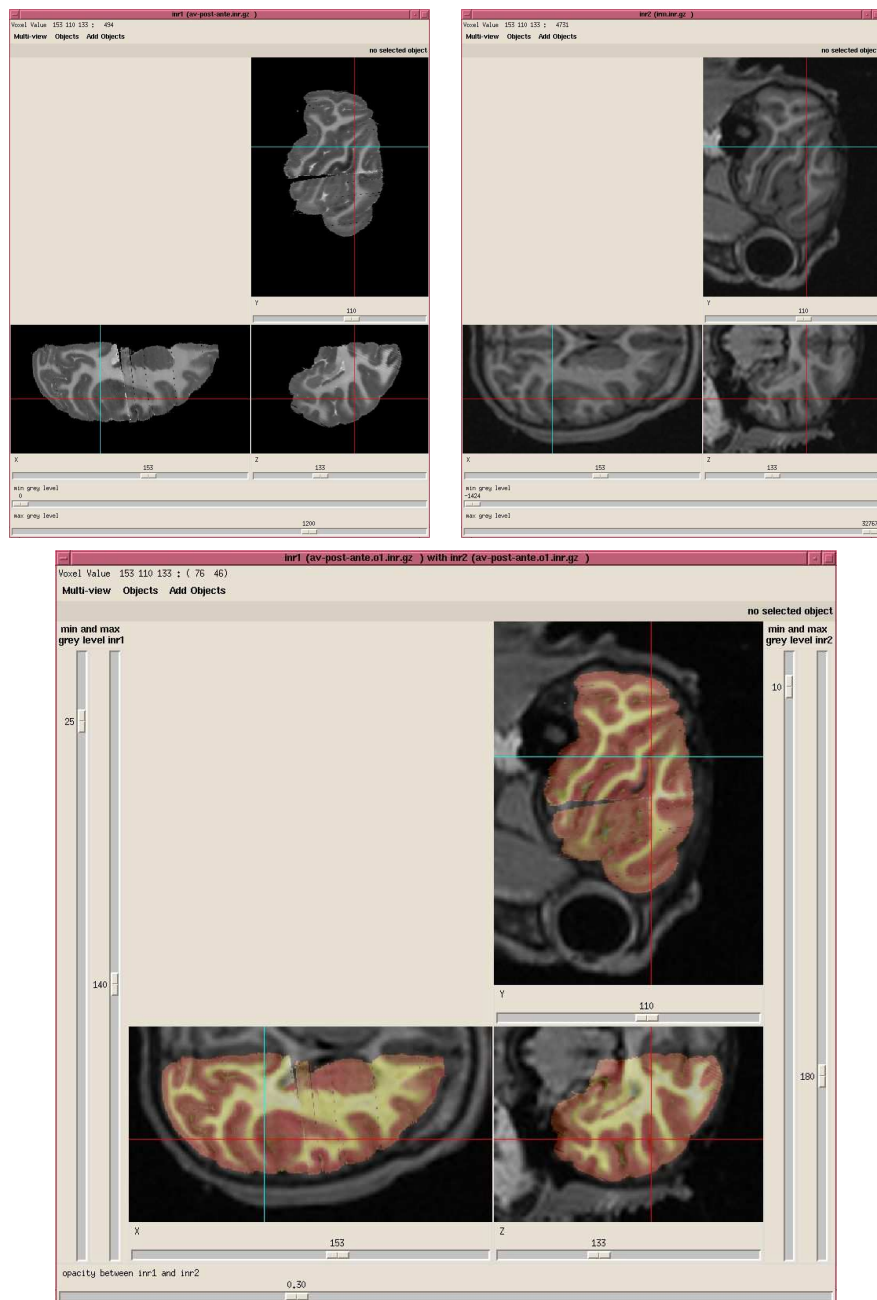 inr1 (av-post-ante.inr.gz )
Voxel Value 153 110 133 : 494
Multi-view Objects Add Objects
no selected object
Y
110
X
153
Z
133
min grey level
0
max grey level
1200
inr2 (irm.inr.gz )
Voxel Value 153 110 133 : 4731
Multi-view Objects Add Objects
no selected object
Y
110
X
153
Z
133
min grey level
-1424
max grey level
32767
inr1 (av-post-ante.o1.inr.gz ) with inr2 (av-post-ante.o1.inr.gz )
Voxel Value 153 110 133 : ( 76 46)
Multi-view Objects Add Objects
no selected object
min and max
grey level inr1
25
140
min and max
grey level inr2
10
180
Y
110
X
153
Z
133
opacity between inr1 and inr2
0.30